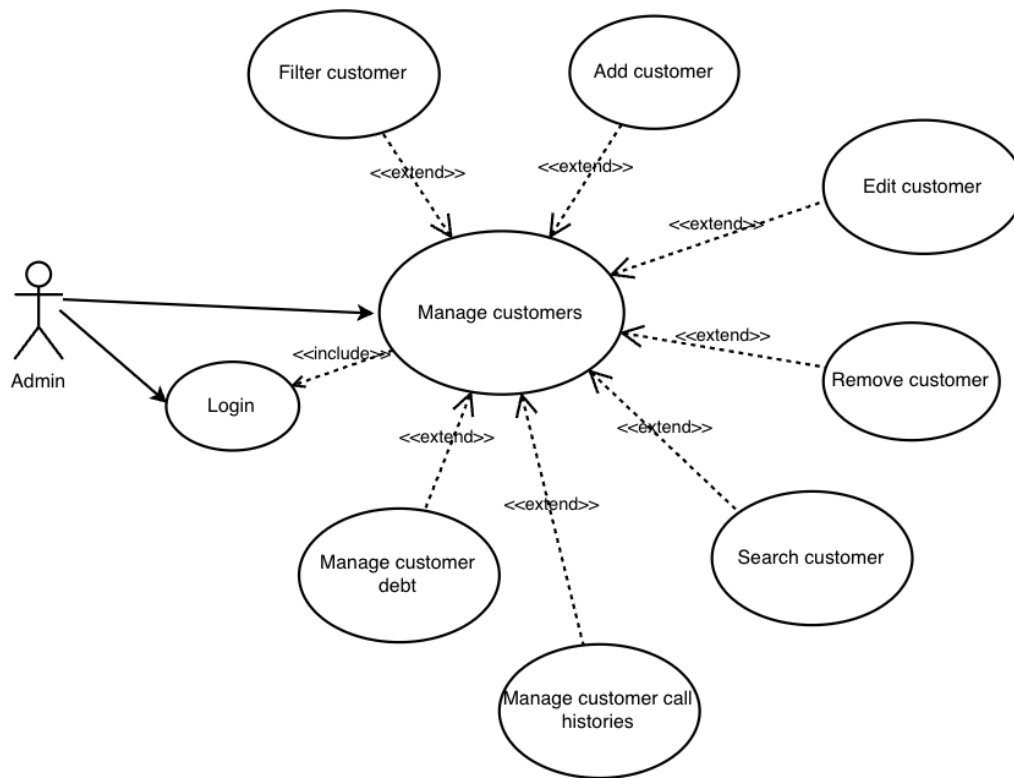 Filter customer
Add customer
<<extend>>
<<extend>>
Edit customer
<<extend>>
Manage customers
<<extend>>
<<include>>
Admin
Remove customer
Login
<<extend>>
<<extend>>
<<extend>>
Search customer
Manage customer
debt
Manage customer call
histories